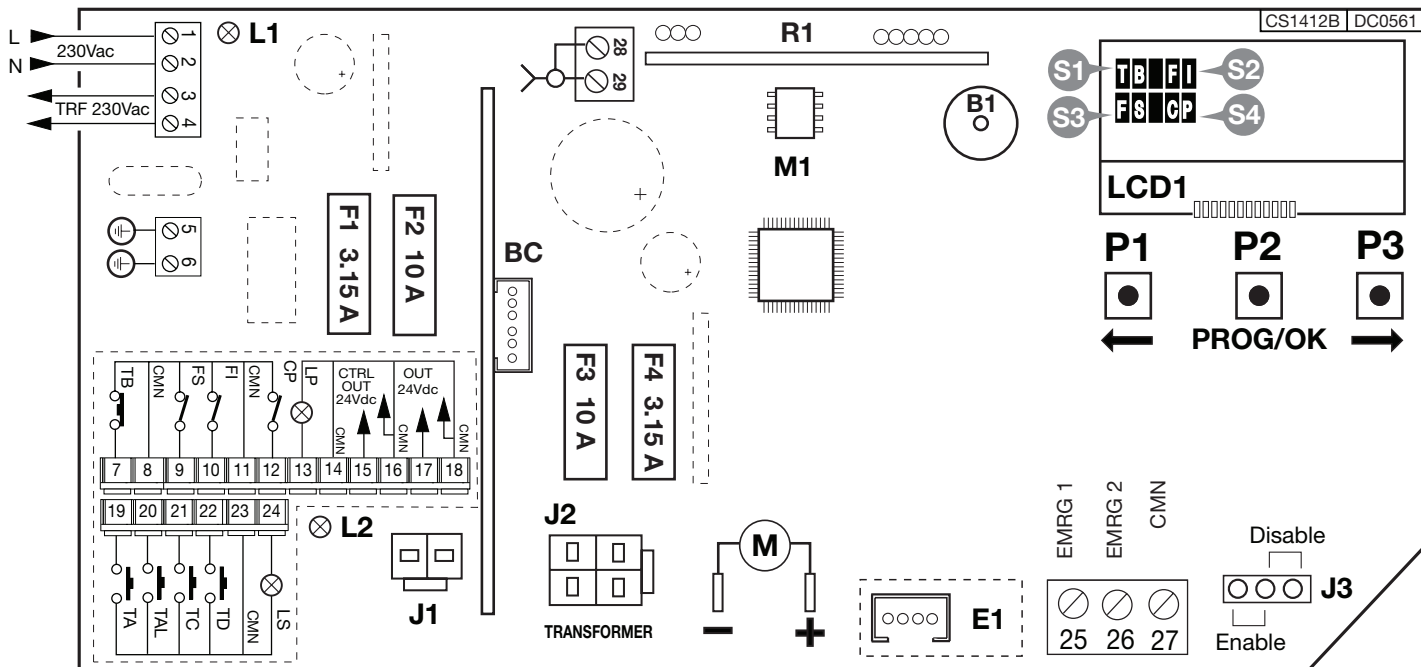 CS1412B DC0561
L 230Vac
N
TRF 230Vac
1
2
3
4
L1
28
29
R1
B1
M1
S1 TB FI S2
S3 FS CP S4
LCD1
P1 P2 P3
PROG/OK
5
6
F1 3.15 A
F2 10 A
BC
F3 10 A
F4 3.15 A
TB CMN FS FI CMN CP LP CMN CTRL OUT 24Vdc CMN OUT 24Vdc CMN
7 8 9 10 11 12 13 14 15 16 17 18
19 20 21 22 23 24
L2
TA TAL TC TD CMN LS
J1
J2
TRANSFORMER
M
− +
E1
EMRG 1 EMRG 2 CMN
25 26 27
Disable
J3
Enable